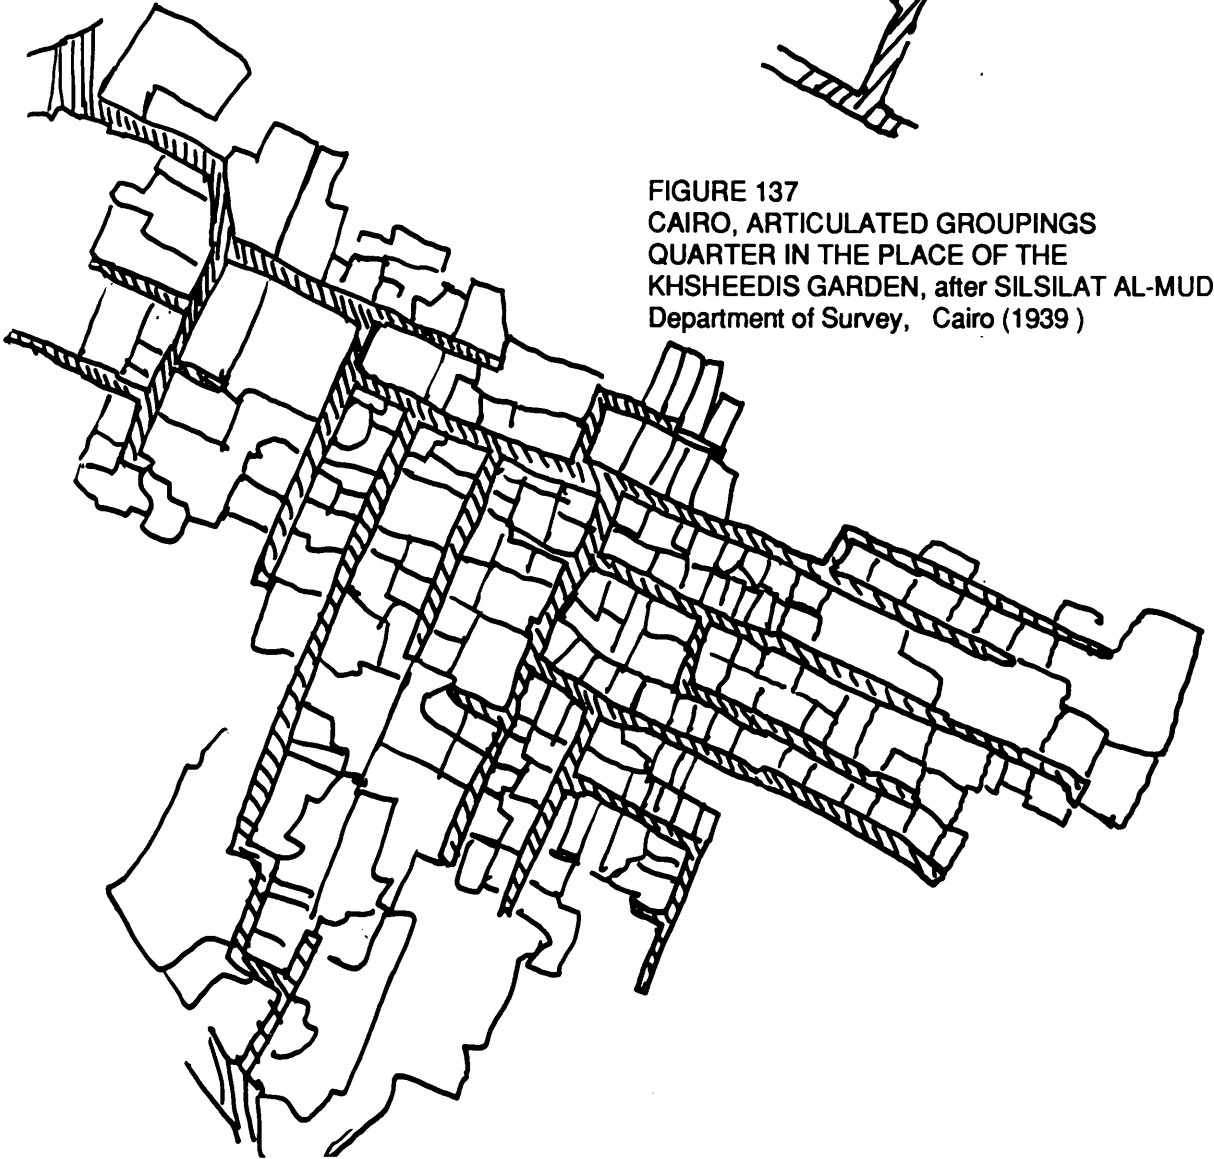 FIGURE 137
CAIRO, ARTICULATED GROUPINGS
QUARTER IN THE PLACE OF THE
KHSHEEDIS GARDEN, after SILSILAT AL-MUD
Department of Survey, Cairo (1939 )